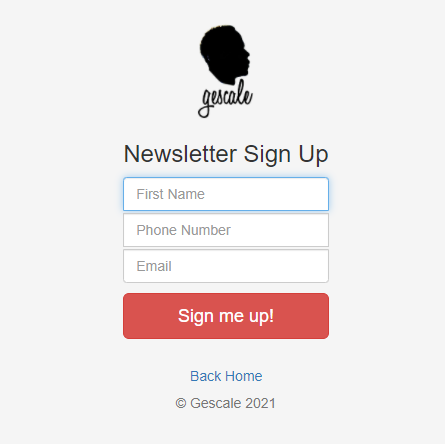 gescale
Newsletter Sign Up
First Name
Phone Number
Email
Sign me up!
Back Home
© Gescale 2021